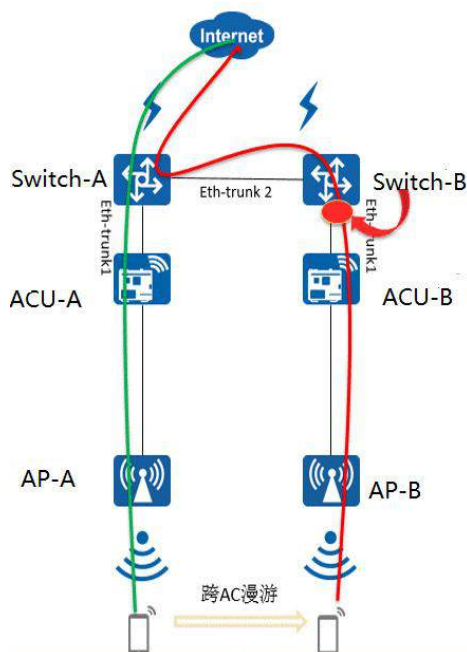 Internet
Switch-A
Eth-trunk 2
Switch-B
Eth-trunk1
Eth-trunk1
ACU-A
ACU-B
AP-A
AP-B
跨AC漫游